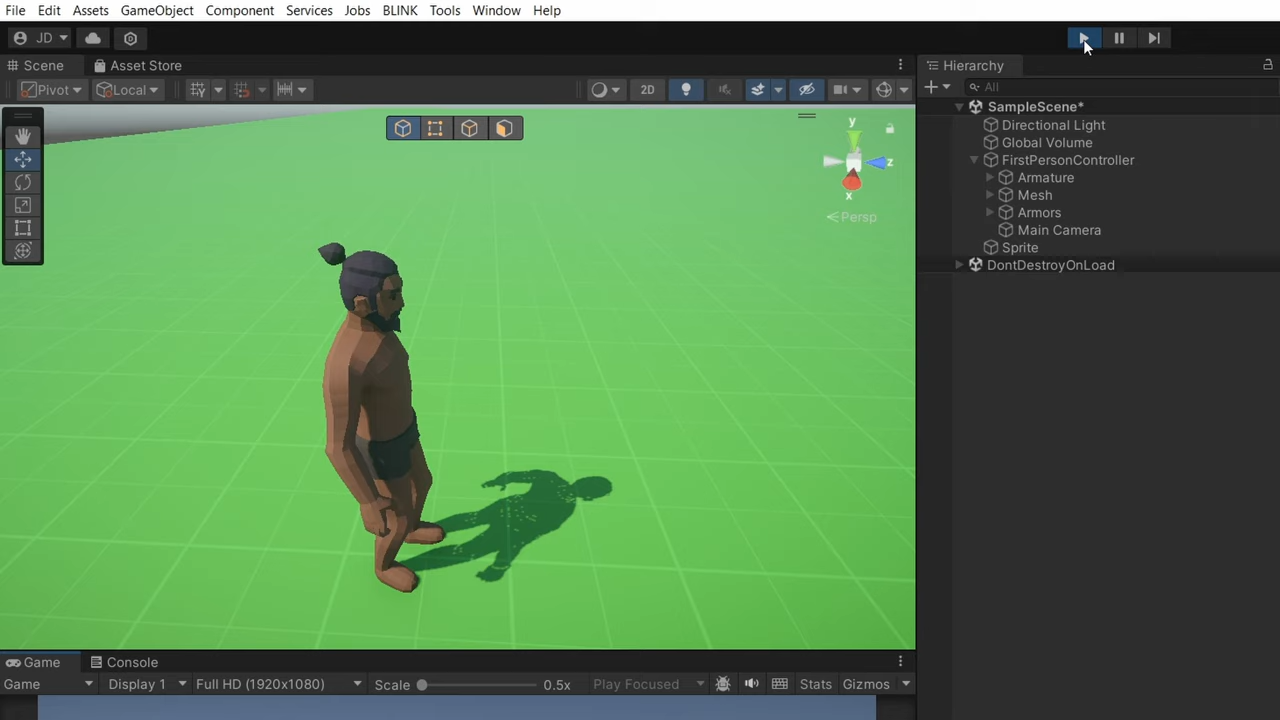 File Edit Assets GameObject Component Services Jobs BLINK Tools Window Help
JD
Scene Asset Store Hierarchy
Pivot Local 2D All
SampleScene*
Directional Light
Global Volume
FirstPersonController
Armature
Mesh
Armors
Main Camera
Sprite
DontDestroyOnLoad
y
z
x
Persp
Game Console
Game Display 1 Full HD (1920x1080) Scale 0.5x Play Focused Stats Gizmos